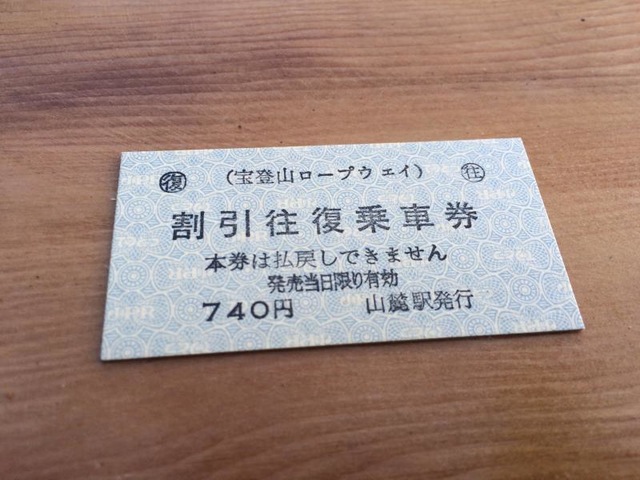 ㊢ （宝登山ロープウェイ） ㊟
割引往復乗車券
本券は払戻しできません
発売当日限り有効
740円 山麓駅発行